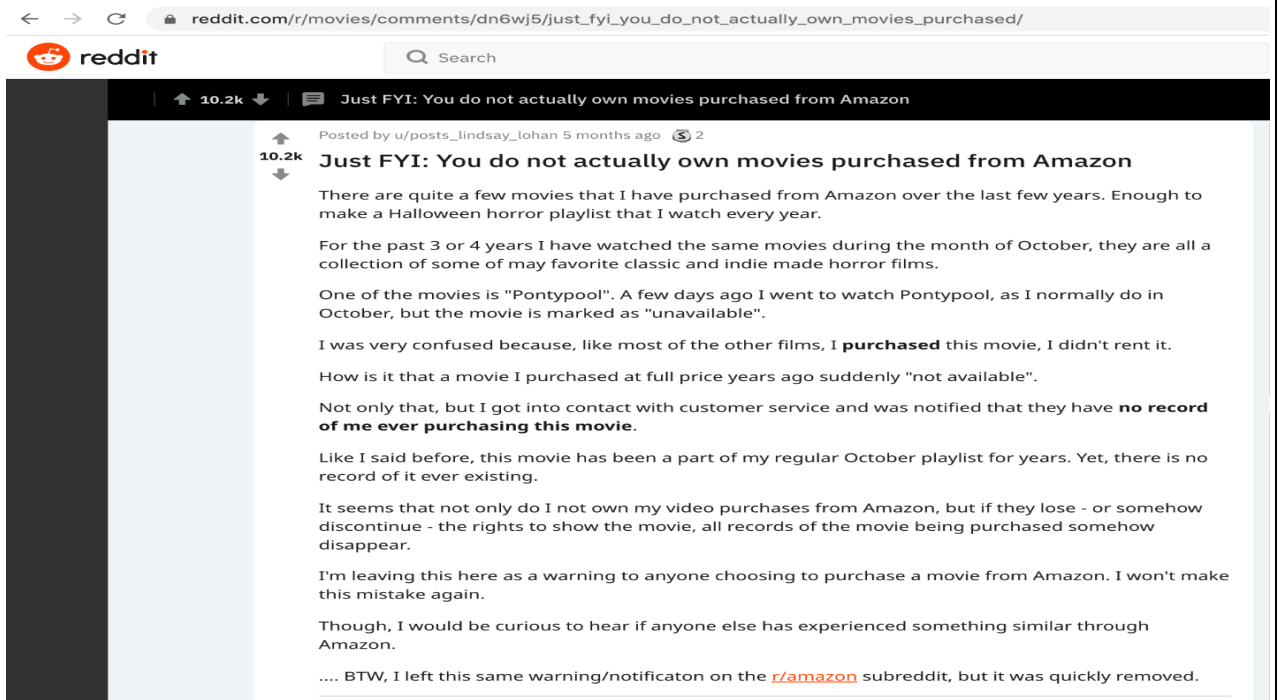 reddit.com/r/movies/comments/dn6wj5/just_fyi_you_do_not_actually_own_movies_purchased/
reddit
Search
10.2k
Just FYI: You do not actually own movies purchased from Amazon
Posted by u/posts_lindsay_lohan 5 months ago S 2
10.2k
Just FYI: You do not actually own movies purchased from Amazon
There are quite a few movies that I have purchased from Amazon over the last few years. Enough to
make a Halloween horror playlist that I watch every year.
For the past 3 or 4 years I have watched the same movies during the month of October, they are all a
collection of some of may favorite classic and indie made horror films.
One of the movies is "Pontypool". A few days ago I went to watch Pontypool, as I normally do in
October, but the movie is marked as "unavailable".
I was very confused because, like most of the other films, I purchased this movie, I didn't rent it.
How is it that a movie I purchased at full price years ago suddenly "not available".
Not only that, but I got into contact with customer service and was notified that they have no record
of me ever purchasing this movie.
Like I said before, this movie has been a part of my regular October playlist for years. Yet, there is no
record of it ever existing.
It seems that not only do I not own my video purchases from Amazon, but if they lose - or somehow
discontinue - the rights to show the movie, all records of the movie being purchased somehow
disappear.
I'm leaving this here as a warning to anyone choosing to purchase a movie from Amazon. I won't make
this mistake again.
Though, I would be curious to hear if anyone else has experienced something similar through
Amazon.
.... BTW, I left this same warning/notificaton on the r/amazon subreddit, but it was quickly removed.